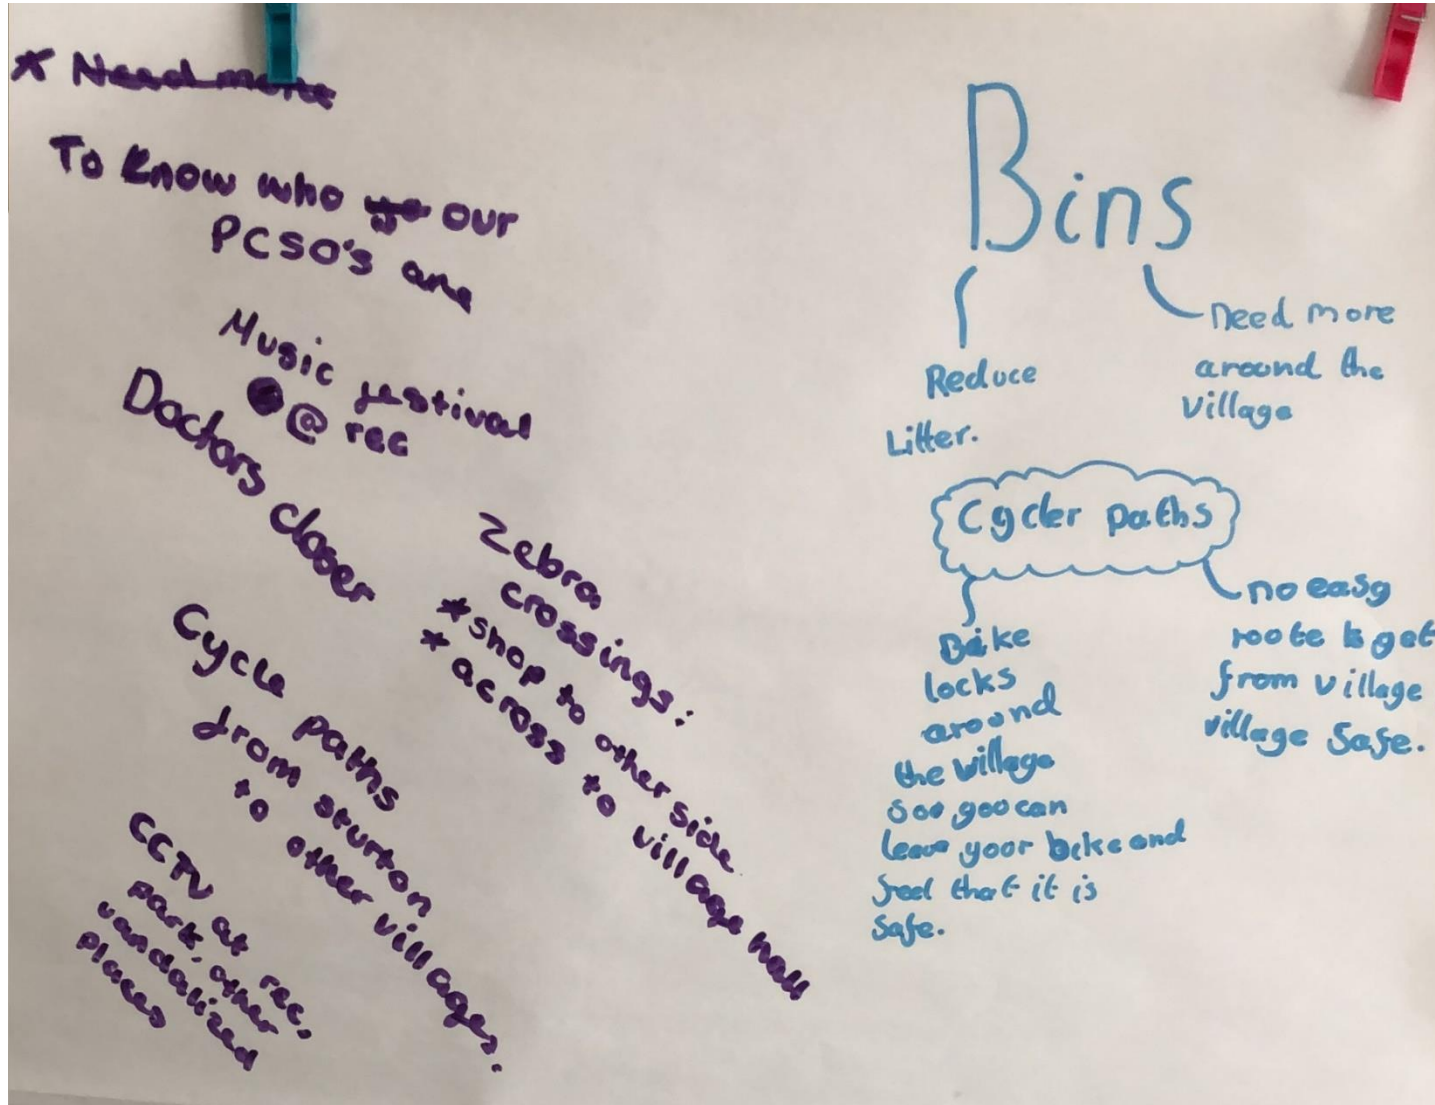 * Need more
To know who yo our
PCSO's are
Music festival
@ rec
Doctors closer
Zebra
crossings:
*shop to other side
* across to village hall
Cycle paths
from sturton
to other villages.
CCTV at rec,
park, other
vandalized
places
Bins
Reduce
Litter.
need more
around the
village
Cycler paths
Bike
locks
around
the village
soo you can
leave your bike and
feel that it is
safe.
no easy
roote to get
from village
village safe.